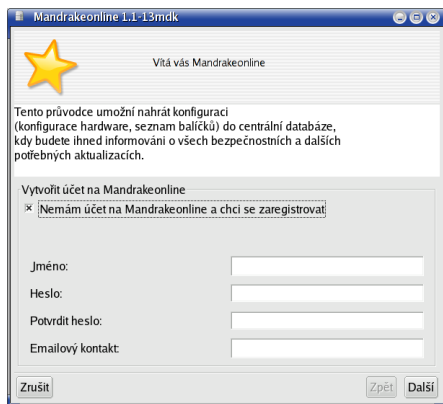 Mandrakeonline 1.1-13mdk
Vítá vás Mandrakeonline
Tento průvodce umožní nahrát konfiguraci
(konfigurace hardware, seznam balíčků) do centrální databáze,
kdy budete ihned informováni o všech bezpečnostních a dalších
potřebných aktualizacích.
Vytvořit účet na Mandrakeonline
Nemám účet na Mandrakeonline a chci se zaregistrovat
Jméno:
Heslo:
Potvrdit heslo:
Emailový kontakt:
Zrušit Zpět Další